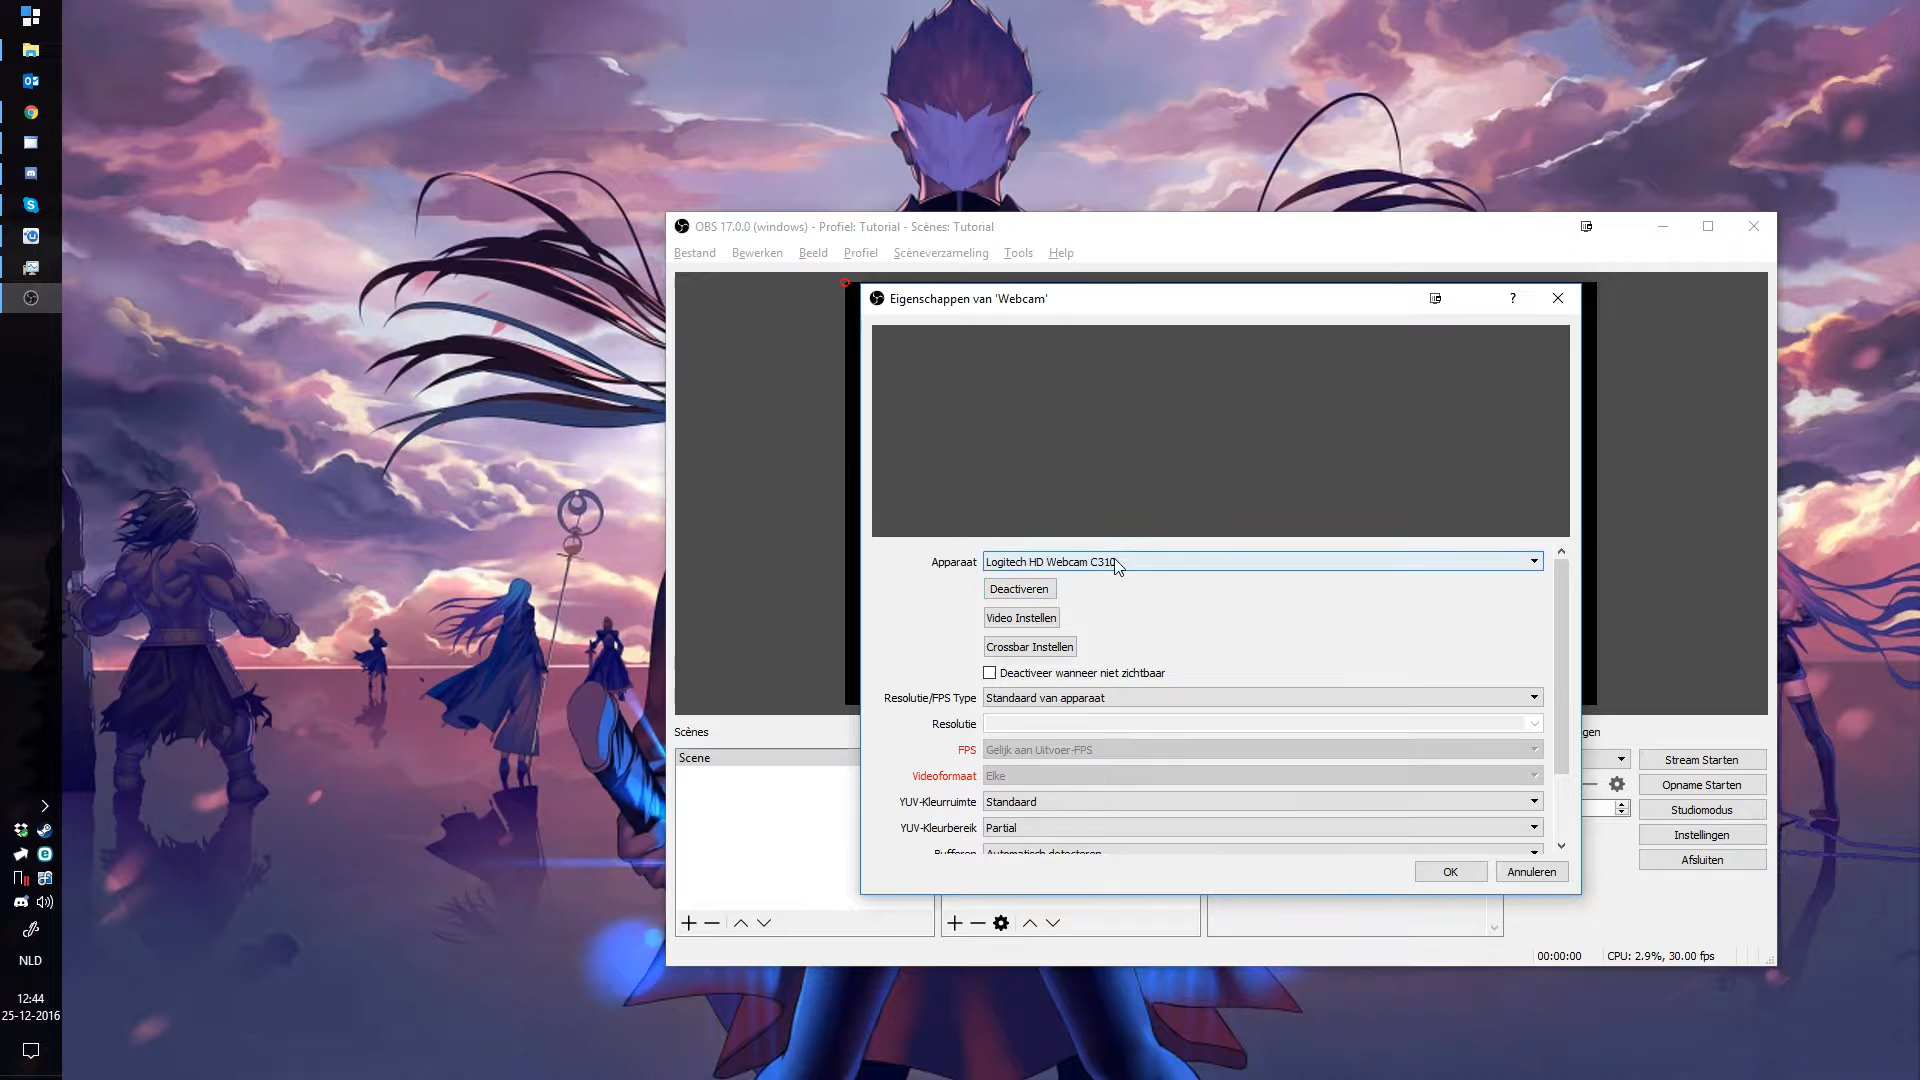 OBS 17.0.0 (windows) - Profiel: Tutorial - Scènes: Tutorial
Bestand Bewerken Beeld Profiel Scèneverzameling Tools Help
Eigenschappen van 'Webcam'
?
Apparaat Logitech HD Webcam C310
Deactiveren
Video Instellen
Crossbar Instellen
Deactiveer wanneer niet zichtbaar
Resolutie/FPS Type Standaard van apparaat
Resolutie
FPS Gelijk aan Uitvoer-FPS
Videoformaat Elke
YUV-Kleurruimte Standaard
YUV-Kleurbereik Partial
Bufferen Automatisch detecteren
OK Annuleren
Scènes
Scene
gen
Stream Starten
Opname Starten
Studiomodus
Instellingen
Afsluiten
00:00:00 CPU: 2.9%, 30.00 fps
NLD
12:44
25-12-2016